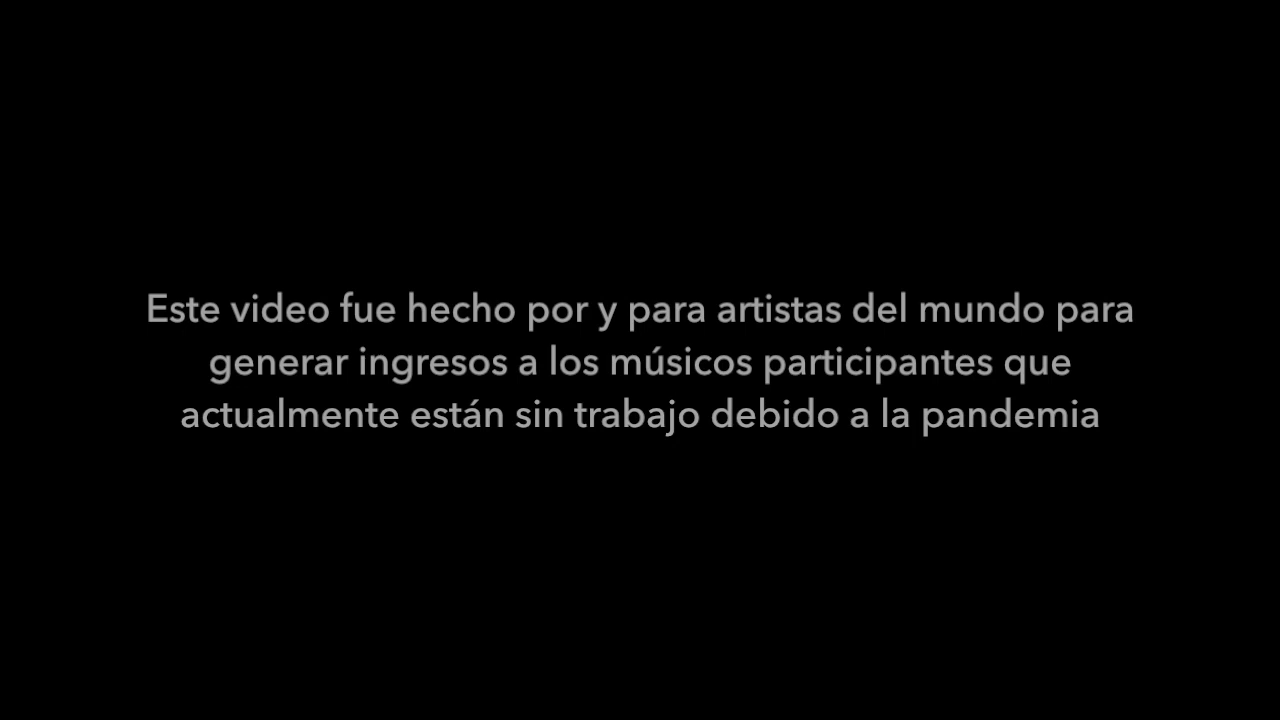 Este video fue hecho por y para artistas del mundo para
generar ingresos a los músicos participantes que
actualmente están sin trabajo debido a la pandemia